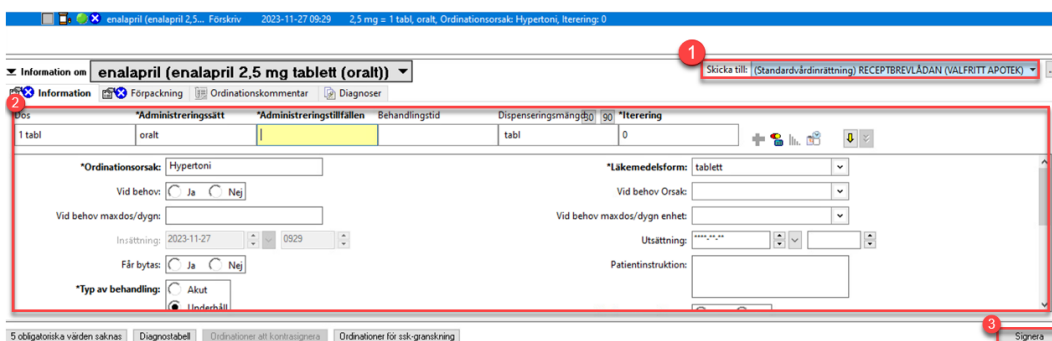 enalapril (enalapril 2,5... Förskriv 2023-11-27 09:29 2,5 mg = 1 tabl, oralt, Ordinationsorsak: Hypertoni, Iterering: 0
1
Information om enalapril (enalapril 2,5 mg tablett (oralt)) Skicka till: (Standardvårdinrättning) RECEPTBREVLÅDAN (VALFRITT APOTEK)
Information Förpackning Ordinationskommentar Diagnoser
2
Dos *Administreringssätt *Administreringstillfällen Behandlingstid Dispenseringsmängd 30 90 *Iterering
1 tabl oralt tabl 0
*Ordinationsorsak: Hypertoni *Läkemedelsform: tablett
Vid behov: Ja Nej Vid behov Orsak:
Vid behov maxdos/dygn: Vid behov maxdos/dygn enhet:
Insättning: 2023-11-27 0929 Utsättning: ****-**-**
Får bytas: Ja Nej Patientinstruktion:
*Typ av behandling: Akut
Underhåll
3
5 obligatoriska värden saknas Diagnostabell Ordinationer att kontrasignera Ordinationer för ssk-granskning Signera